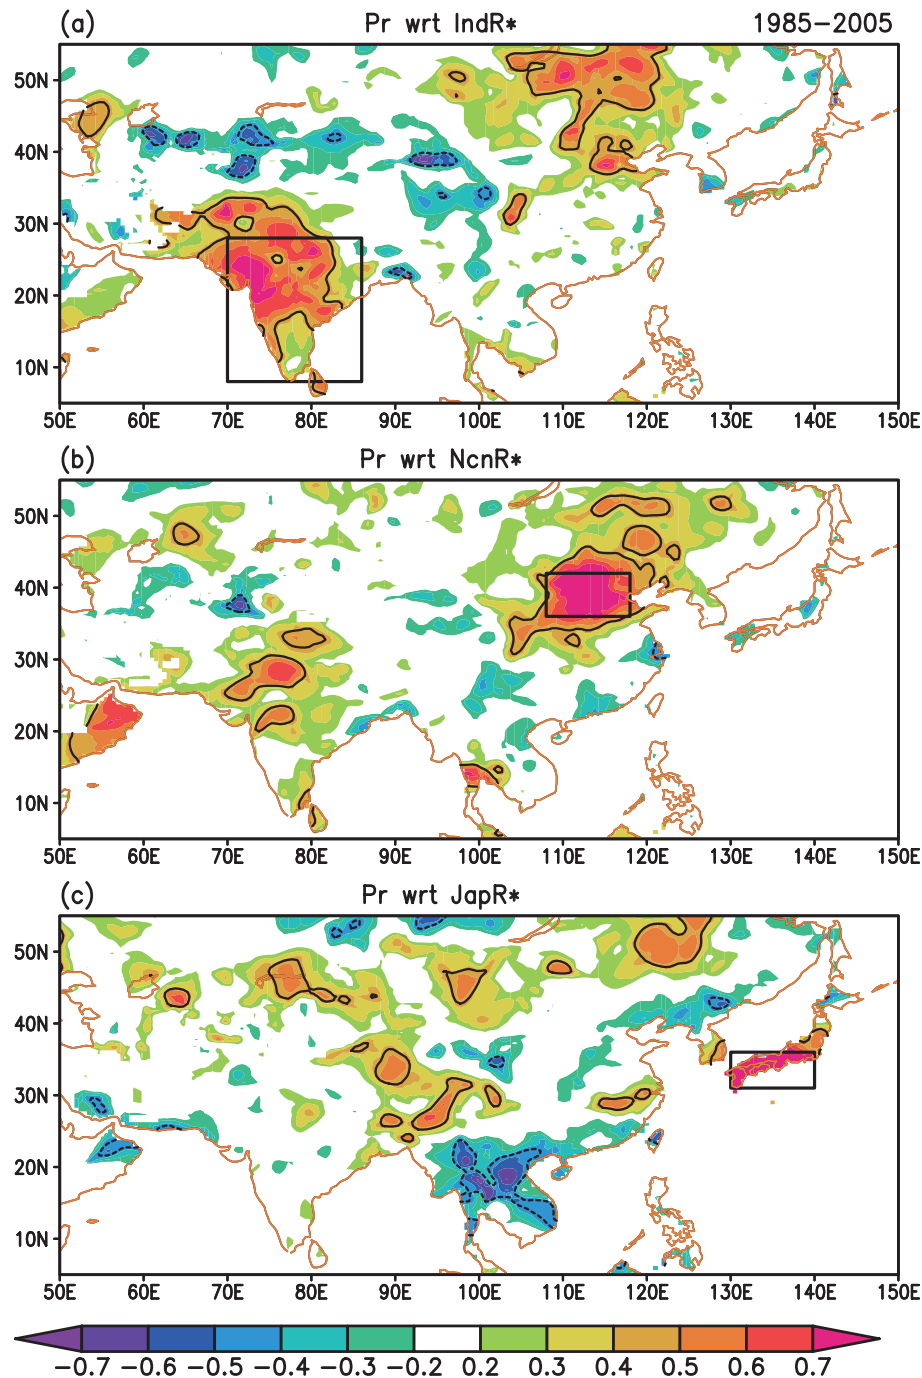 (a) Pr wrt IndR* 1985−2005
50N
40N
30N
20N
10N
50E 60E 70E 80E 90E 100E 110E 120E 130E 140E 150E
(b) Pr wrt NcnR*
50N
40N
30N
20N
10N
50E 60E 70E 80E 90E 100E 110E 120E 130E 140E 150E
(c) Pr wrt JapR*
50N
40N
30N
20N
10N
50E 60E 70E 80E 90E 100E 110E 120E 130E 140E 150E
−0.7 −0.6 −0.5 −0.4 −0.3 −0.2 0.2 0.3 0.4 0.5 0.6 0.7